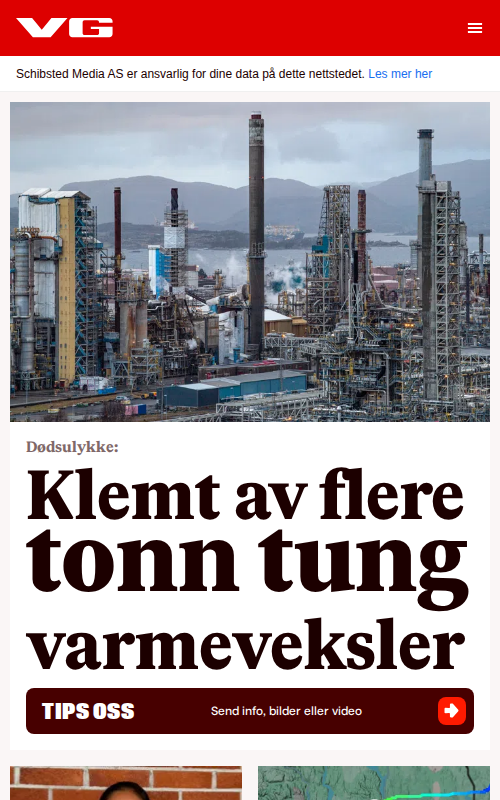 VG
Schibsted Media AS er ansvarlig for dine data på dette nettstedet. Les mer her
Dødsulykke:
Klemt av flere
tonn tung
varmeveksler
TIPS OSS
Send info, bilder eller video